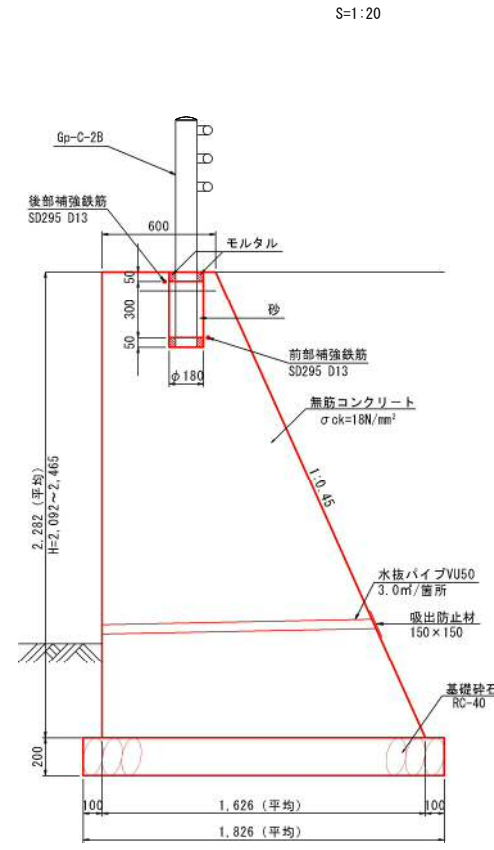 S=1:20
Gp-C-2B
後部補強鉄筋
SD295 D13
600
モルタル
50
300
50
砂
前部補強鉄筋
SD295 D13
φ180
無筋コンクリート
σck=18N/mm²
1:0.45
2,282 (平均)
H=2,092~2,465
水抜パイプVU50
3.0㎡/箇所
吸出防止材
150×150
基礎砕石
RC-40
200
100
1,626 (平均)
100
1,826 (平均)